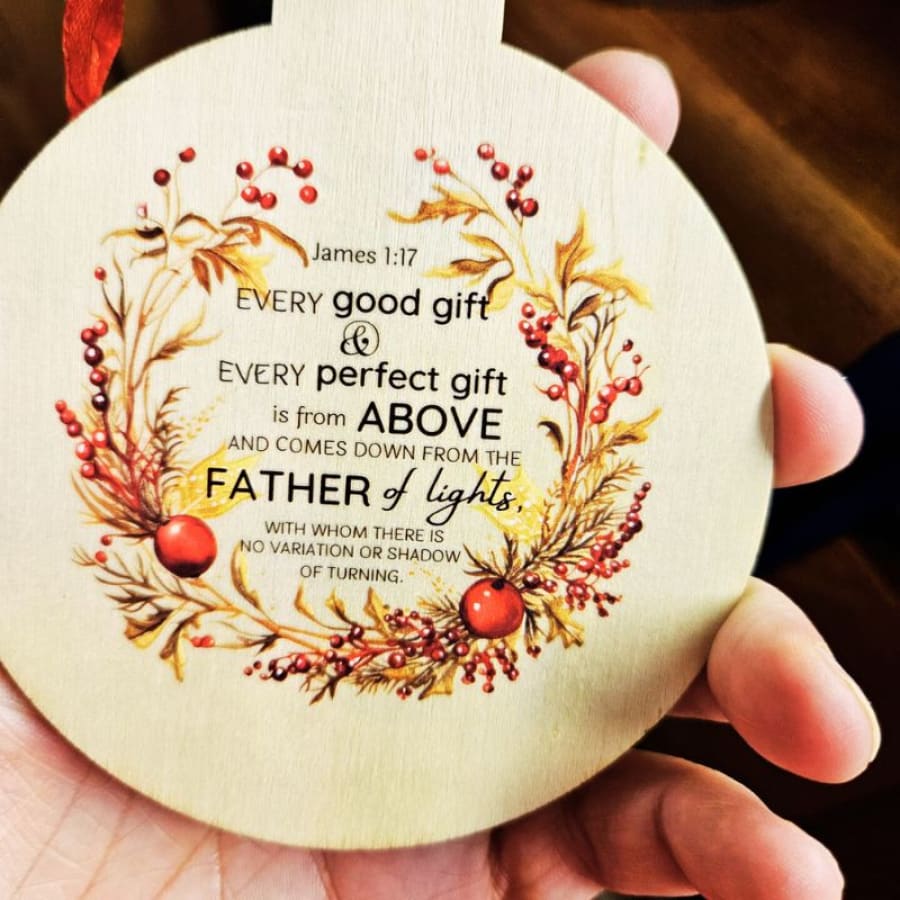 James 1:17
EVERY good gift
&
EVERY perfect gift
is from ABOVE
AND COMES DOWN FROM THE
FATHER of lights,
WITH WHOM THERE IS
NO VARIATION OR SHADOW
OF TURNING.